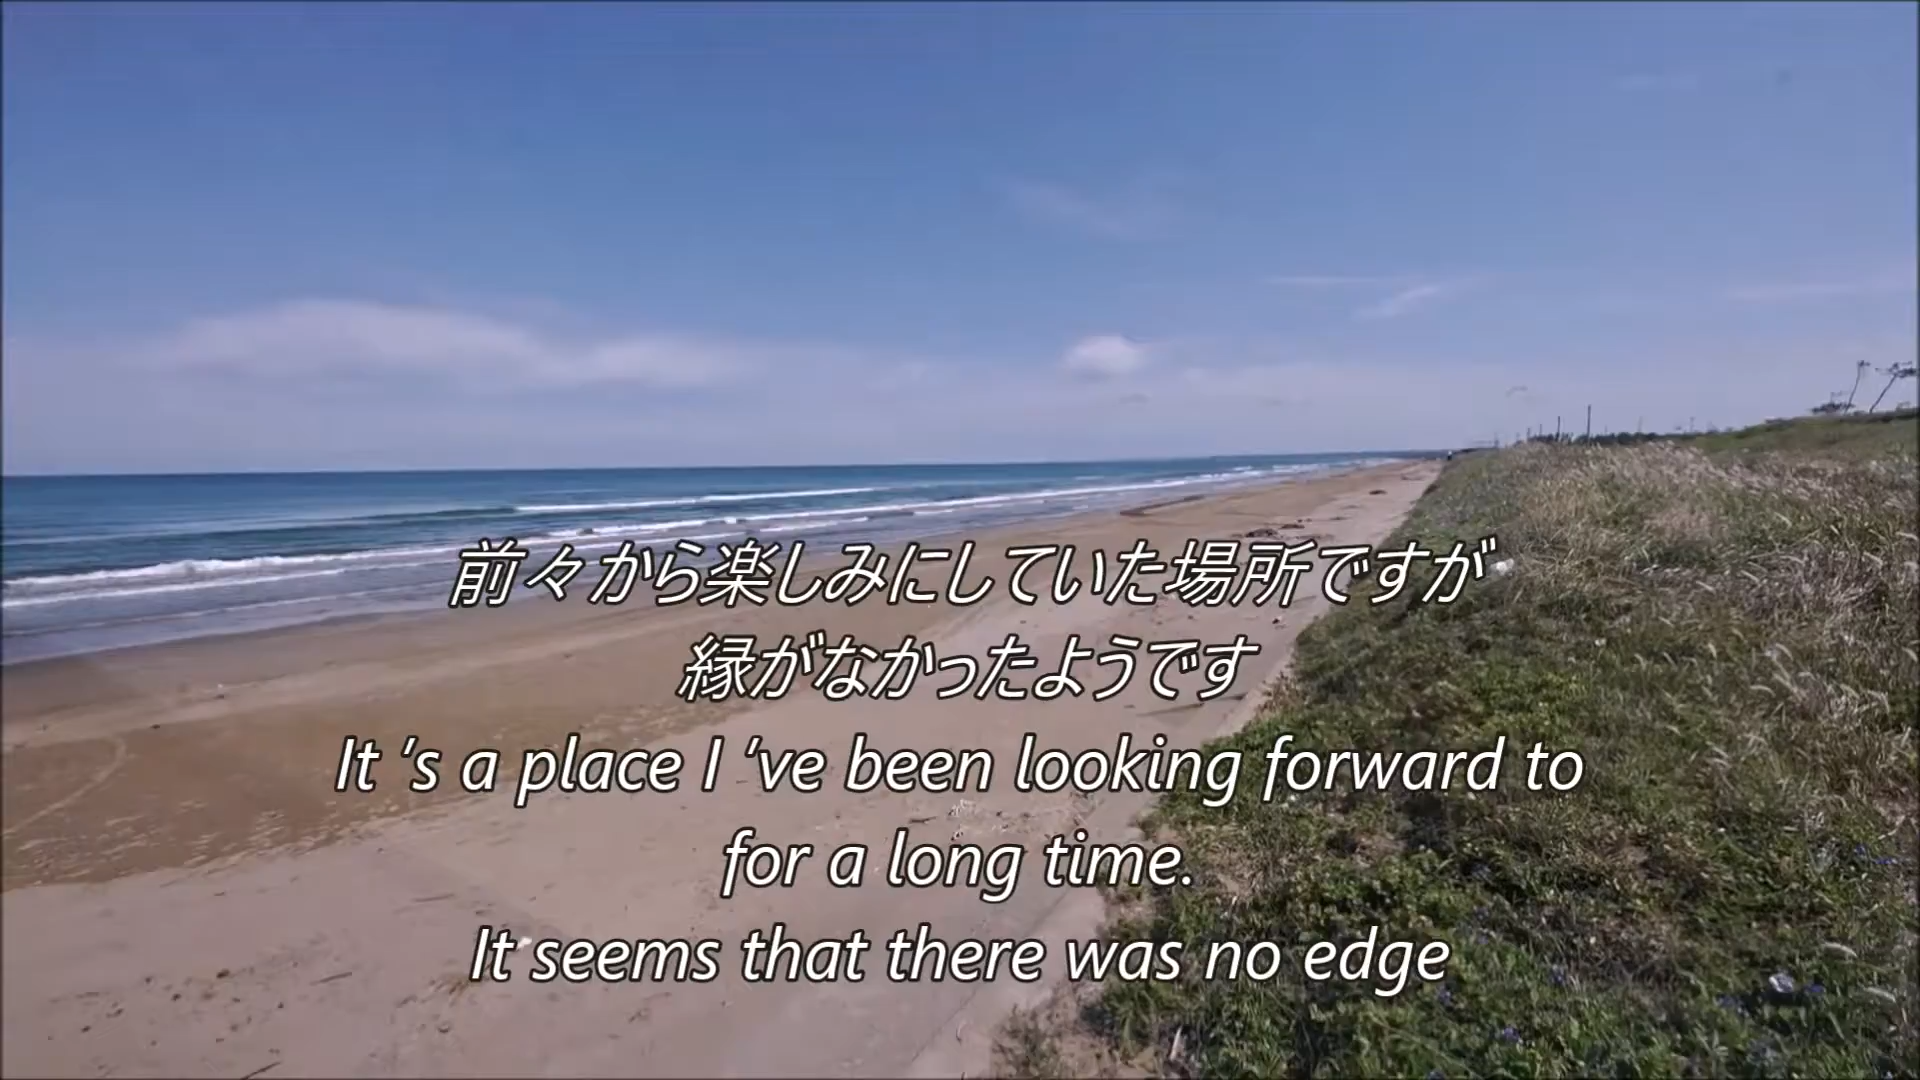 前々から楽しみにしていた場所ですが
縁がなかったようです
It 's a place I 've been looking forward to
for a long time.
It seems that there was no edge